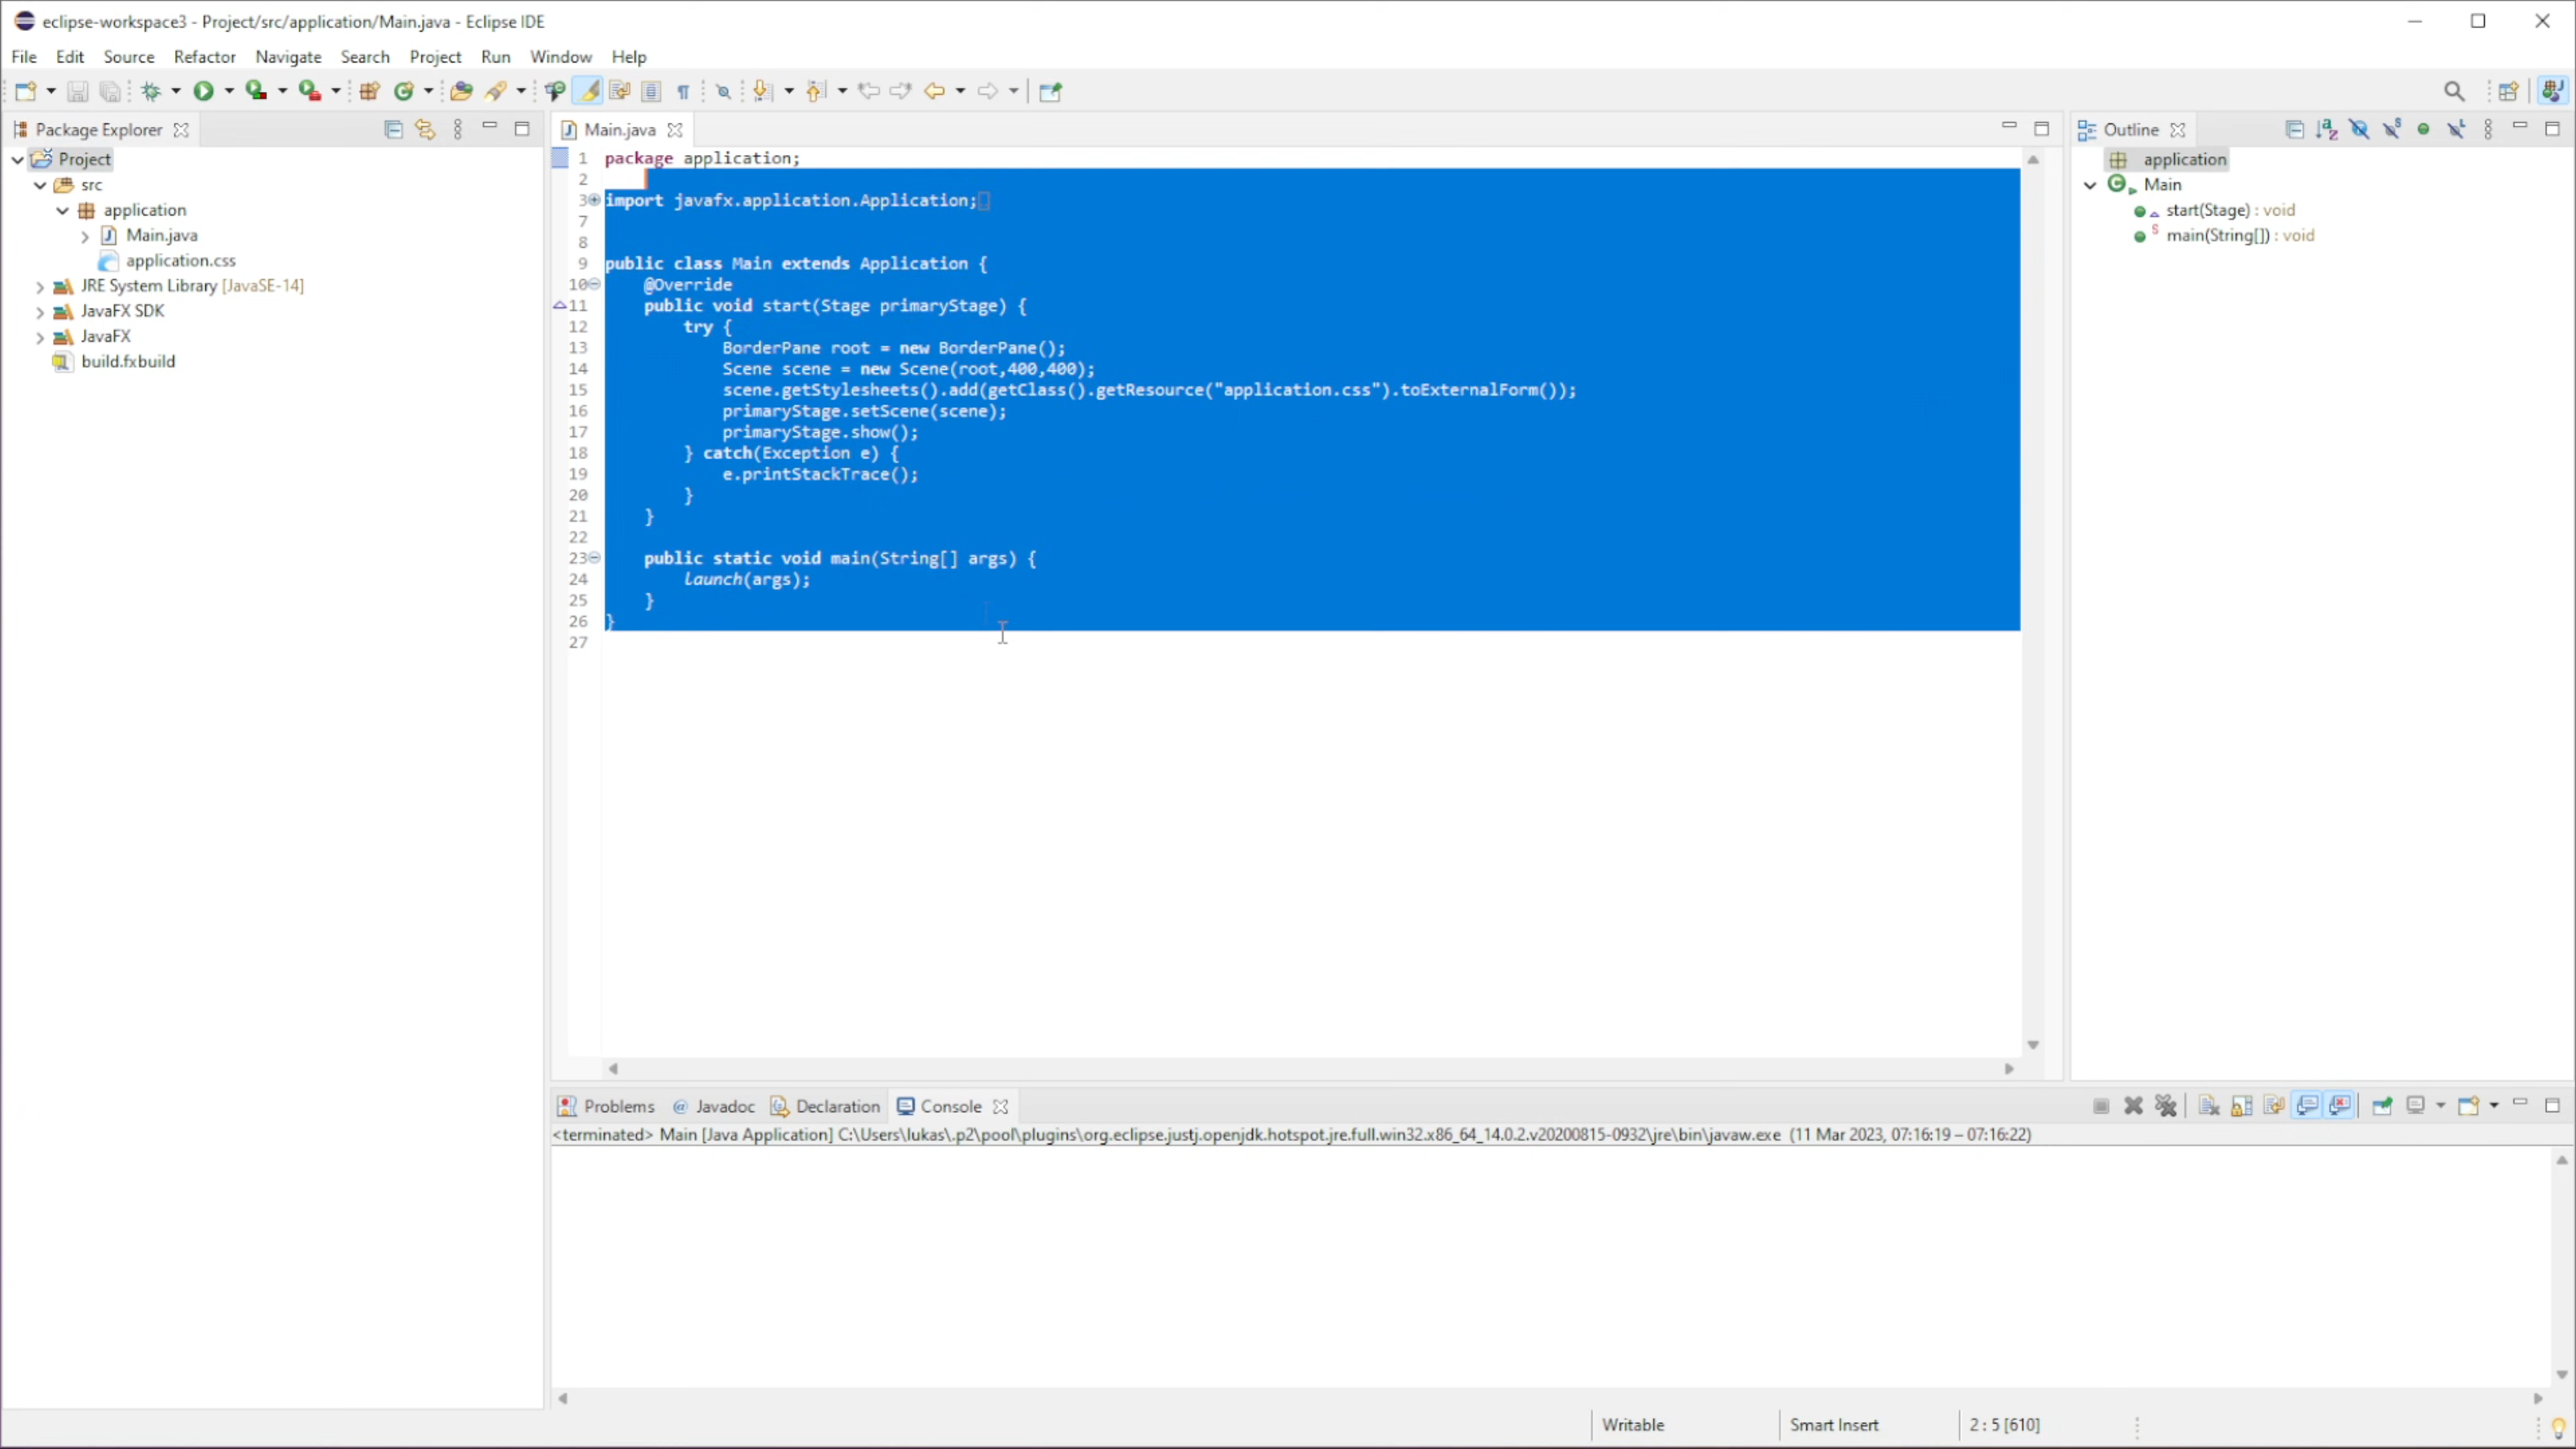 eclipse-workspace3 - Project/src/application/Main.java - Eclipse IDE
File Edit Source Refactor Navigate Search Project Run Window Help
Package Explorer
Project
src
application
Main.java
application.css
JRE System Library [JavaSE-14]
JavaFX SDK
JavaFX
build.fxbuild
Main.java
1 package application;
2
3 import javafx.application.Application;
7
8
9 public class Main extends Application {
10 @Override
11 public void start(Stage primaryStage) {
12 try {
13 BorderPane root = new BorderPane();
14 Scene scene = new Scene(root,400,400);
15 scene.getStylesheets().add(getClass().getResource("application.css").toExternalForm());
16 primaryStage.setScene(scene);
17 primaryStage.show();
18 } catch(Exception e) {
19 e.printStackTrace();
20 }
21 }
22
23 public static void main(String[] args) {
24 launch(args);
25 }
26 }
27
Outline
application
Main
start(Stage) : void
main(String[]) : void
Problems @ Javadoc Declaration Console
<terminated> Main [Java Application] C:\Users\lukas\.p2\pool\plugins\org.eclipse.justj.openjdk.hotspot.jre.full.win32.x86_64_14.0.2.v20200815-0932\jre\bin\javaw.exe (11 Mar 2023, 07:16:19 – 07:16:22)
Writable Smart Insert 2 : 5 [610]